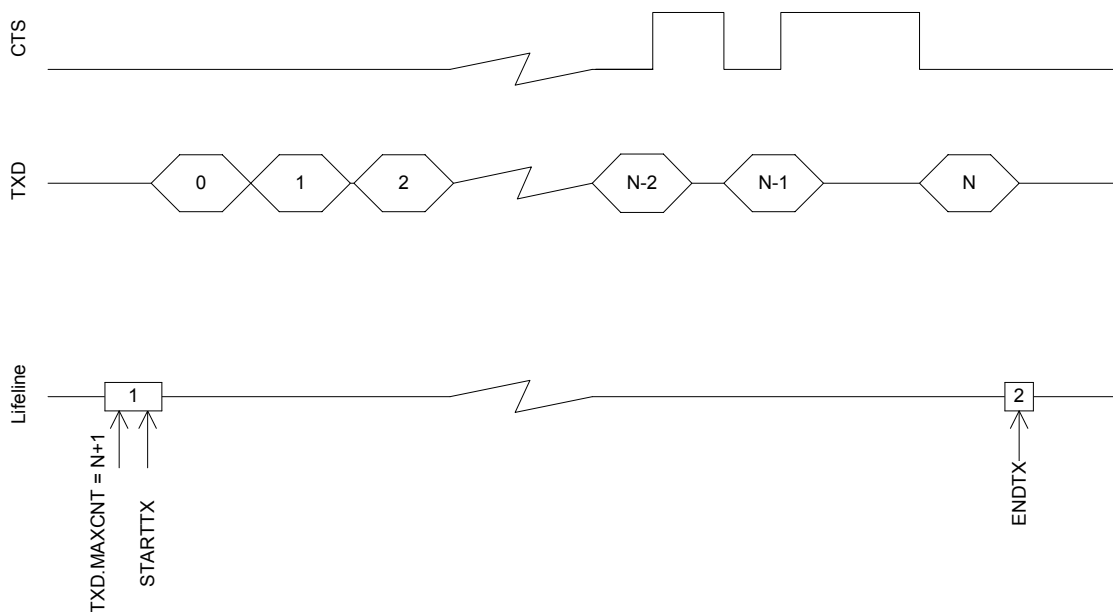 CTS
TXD
0
1
2
N-2
N-1
N
Lifeline
1
2
TXD.MAXCNT = N+1
STARTTX
ENDTX